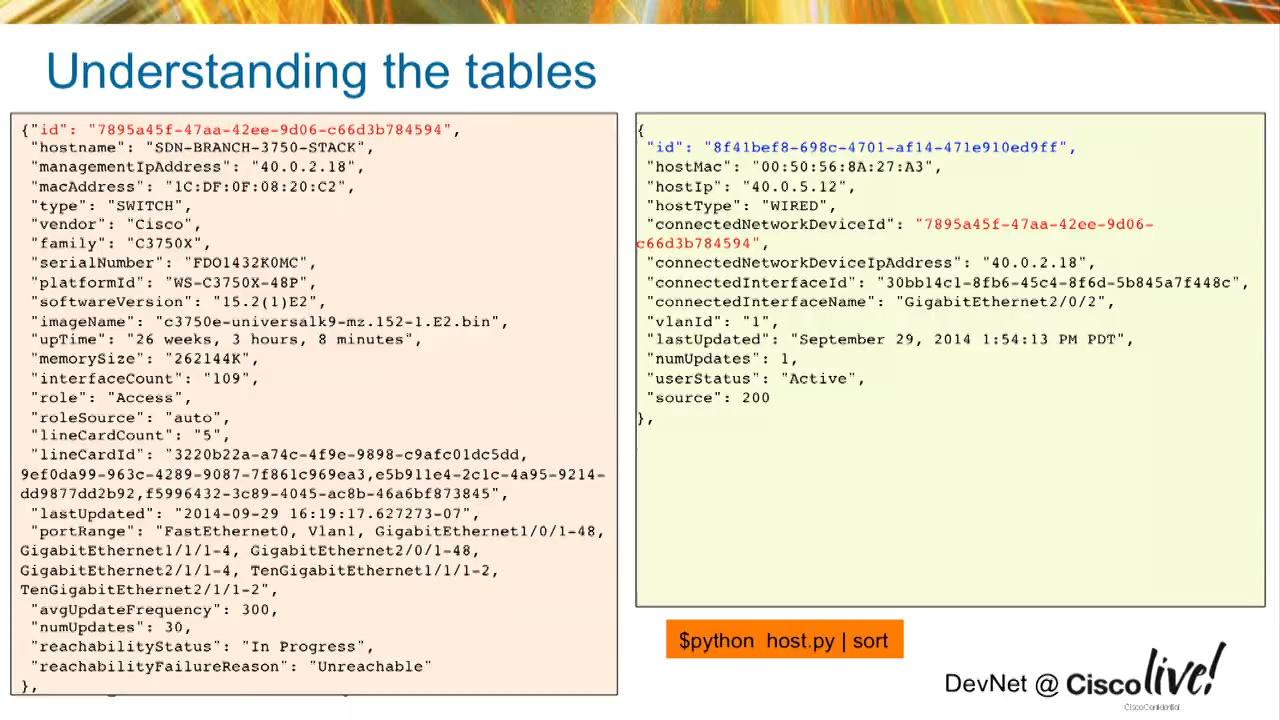 Understanding the tables
{"id": "7895a45f-47aa-42ee-9d06-c66d3b784594",
"hostname": "SDN-BRANCH-3750-STACK",
"managementIpAddress": "40.0.2.18",
"macAddress": "1C:DF:0F:08:20:C2",
"type": "SWITCH",
"vendor": "Cisco",
"family": "C3750X",
"serialNumber": "FDO1432K0MC",
"platformId": "WS-C3750X-48P",
"softwareVersion": "15.2(1)E2",
"imageName": "c3750e-universalk9-mz.152-1.E2.bin",
"upTime": "26 weeks, 3 hours, 8 minutes",
"memorySize": "262144K",
"interfaceCount": "109",
"role": "Access",
"roleSource": "auto",
"lineCardCount": "5",
"lineCardId": "3220b22a-a74c-4f9e-9898-c9afc01dc5dd,
9ef0da99-963c-4289-9087-7f861c969ea3,e5b911e4-2c1c-4a95-9214-
dd9877dd2b92,f5996432-3c89-4045-ac8b-46a6bf873845",
"lastUpdated": "2014-09-29 16:19:17.627273-07",
"portRange": "FastEthernet0, Vlan1, GigabitEthernet1/0/1-48,
GigabitEthernet1/1/1-4, GigabitEthernet2/0/1-48,
GigabitEthernet2/1/1-4, TenGigabitEthernet1/1/1-2,
TenGigabitEthernet2/1/1-2",
"avgUpdateFrequency": 300,
"numUpdates": 30,
"reachabilityStatus": "In Progress",
"reachabilityFailureReason": "Unreachable"
},
{
"id": "8f41bef8-698c-4701-af14-471e910ed9ff",
"hostMac": "00:50:56:8A:27:A3",
"hostIp": "40.0.5.12",
"hostType": "WIRED",
"connectedNetworkDeviceId": "7895a45f-47aa-42ee-9d06-
c66d3b784594",
"connectedNetworkDeviceIpAddress": "40.0.2.18",
"connectedInterfaceId": "30bb14c1-8fb6-45c4-8f6d-5b845a7f448c",
"connectedInterfaceName": "GigabitEthernet2/0/2",
"vlanId": "1",
"lastUpdated": "September 29, 2014 1:54:13 PM PDT",
"numUpdates": 1,
"userStatus": "Active",
"source": 200
},
$python host.py | sort
DevNet @ Cisco live!
CiscoConfidential